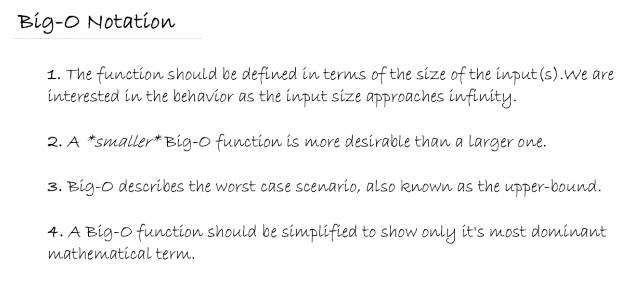 Big-O Notation
1. The function should be defined in terms of the size of the input(s).We are
interested in the behavior as the input size approaches infinity.
2. A *smaller* Big-O function is more desirable than a larger one.
3. Big-O describes the worst case scenario, also known as the upper-bound.
4. A Big-O function should be simplified to show only it's most dominant
mathematical term.